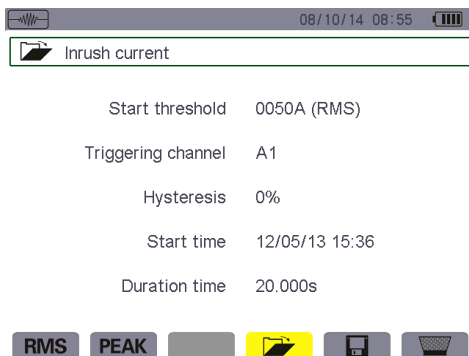 08/10/14 08:55
Inrush current
Start threshold 0050A (RMS)
Triggering channel A1
Hysteresis 0%
Start time 12/05/13 15:36
Duration time 20.000s
RMS PEAK